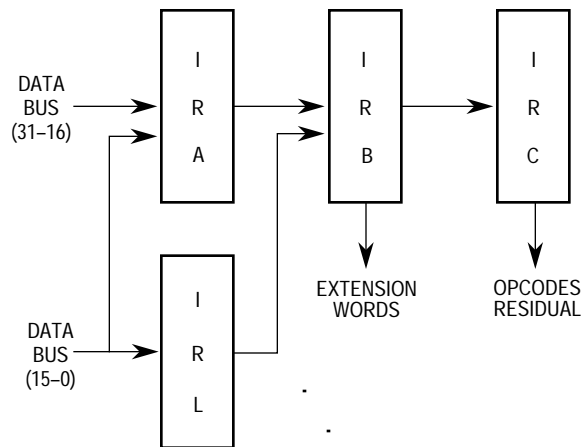 DATA
BUS
(31–16)
I
R
A
I
R
B
I
R
C
EXTENSION
WORDS
OPCODES
RESIDUAL
DATA
BUS
(15–0)
I
R
L